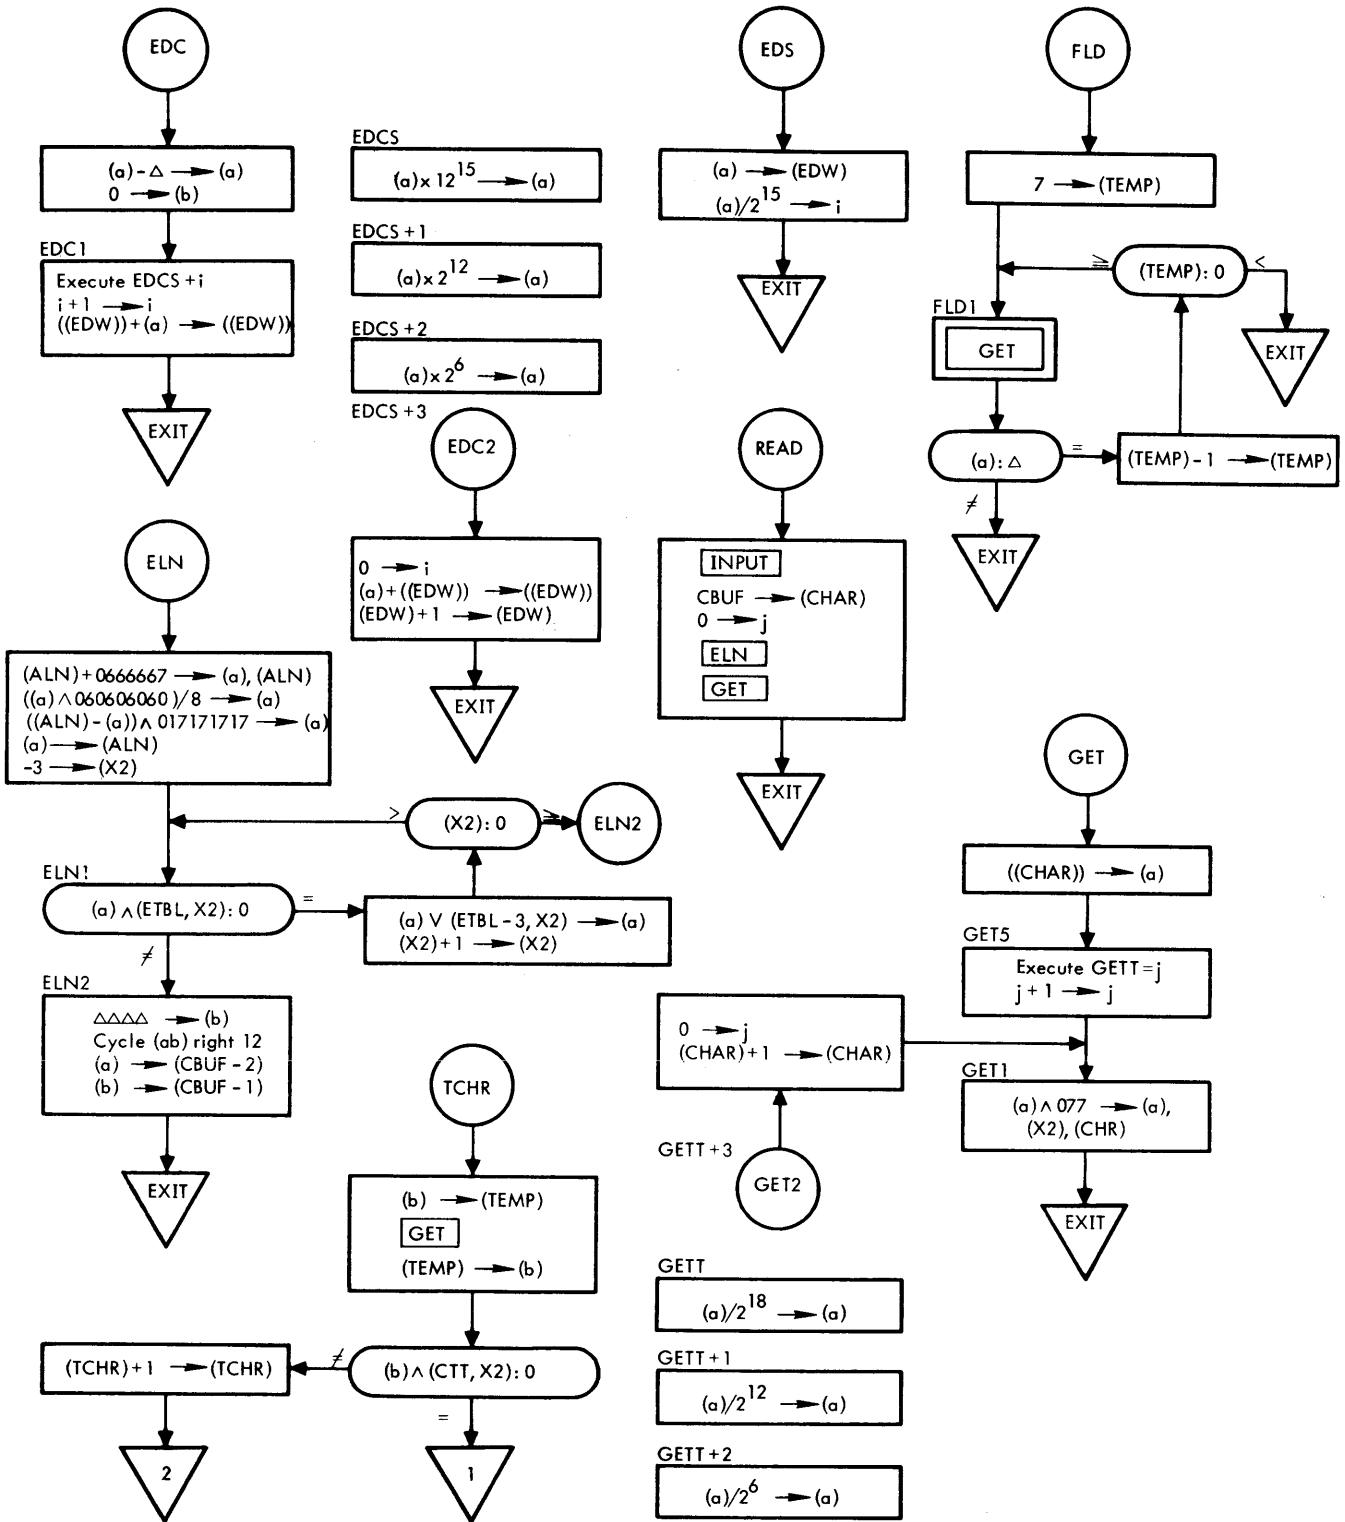 EDC
(a) - △ → (a)
0 → (b)
EDC1
Execute EDCS + i
i + 1 → i
((EDW)) + (a) → ((EDW))
EXIT
EDCS
(a) x 12^15 → (a)
EDCS + 1
(a) x 2^12 → (a)
EDCS + 2
(a) x 2^6 → (a)
EDCS + 3
EDC2
0 → i
(a) + ((EDW)) → ((EDW))
(EDW) + 1 → (EDW)
EXIT
EDS
(a) → (EDW)
(a)/2^15 → i
EXIT
FLD
7 → (TEMP)
≥
(TEMP): 0
<
EXIT
FLD1
GET
(a): △
=
(TEMP) - 1 → (TEMP)
≠
EXIT
READ
INPUT
CBUF → (CHAR)
0 → j
ELN
GET
EXIT
ELN
(ALN) + 0666667 → (a), (ALN)
((a) ∧ 060606060) / 8 → (a)
((ALN) - (a)) ∧ 017171717 → (a)
(a) → (ALN)
-3 → (X2)
>
(X2): 0
≥
ELN2
ELN1
(a) ∧ (ETBL, X2): 0
=
(a) V (ETBL - 3, X2) → (a)
(X2) + 1 → (X2)
≠
ELN2
△△△△ → (b)
Cycle (ab) right 12
(a) → (CBUF - 2)
(b) → (CBUF - 1)
EXIT
TCHR
(b) → (TEMP)
GET
(TEMP) → (b)
(b) ∧ (CTT, X2): 0
≠
(TCHR) + 1 → (TCHR)
2
=
1
GET
((CHAR)) → (a)
GET5
Execute GETT = j
j + 1 → j
0 → j
(CHAR) + 1 → (CHAR)
GET1
(a) ∧ 077 → (a),
(X2), (CHR)
EXIT
GETT + 3
GET2
GETT
(a)/2^18 → (a)
GETT + 1
(a)/2^12 → (a)
GETT + 2
(a)/2^6 → (a)